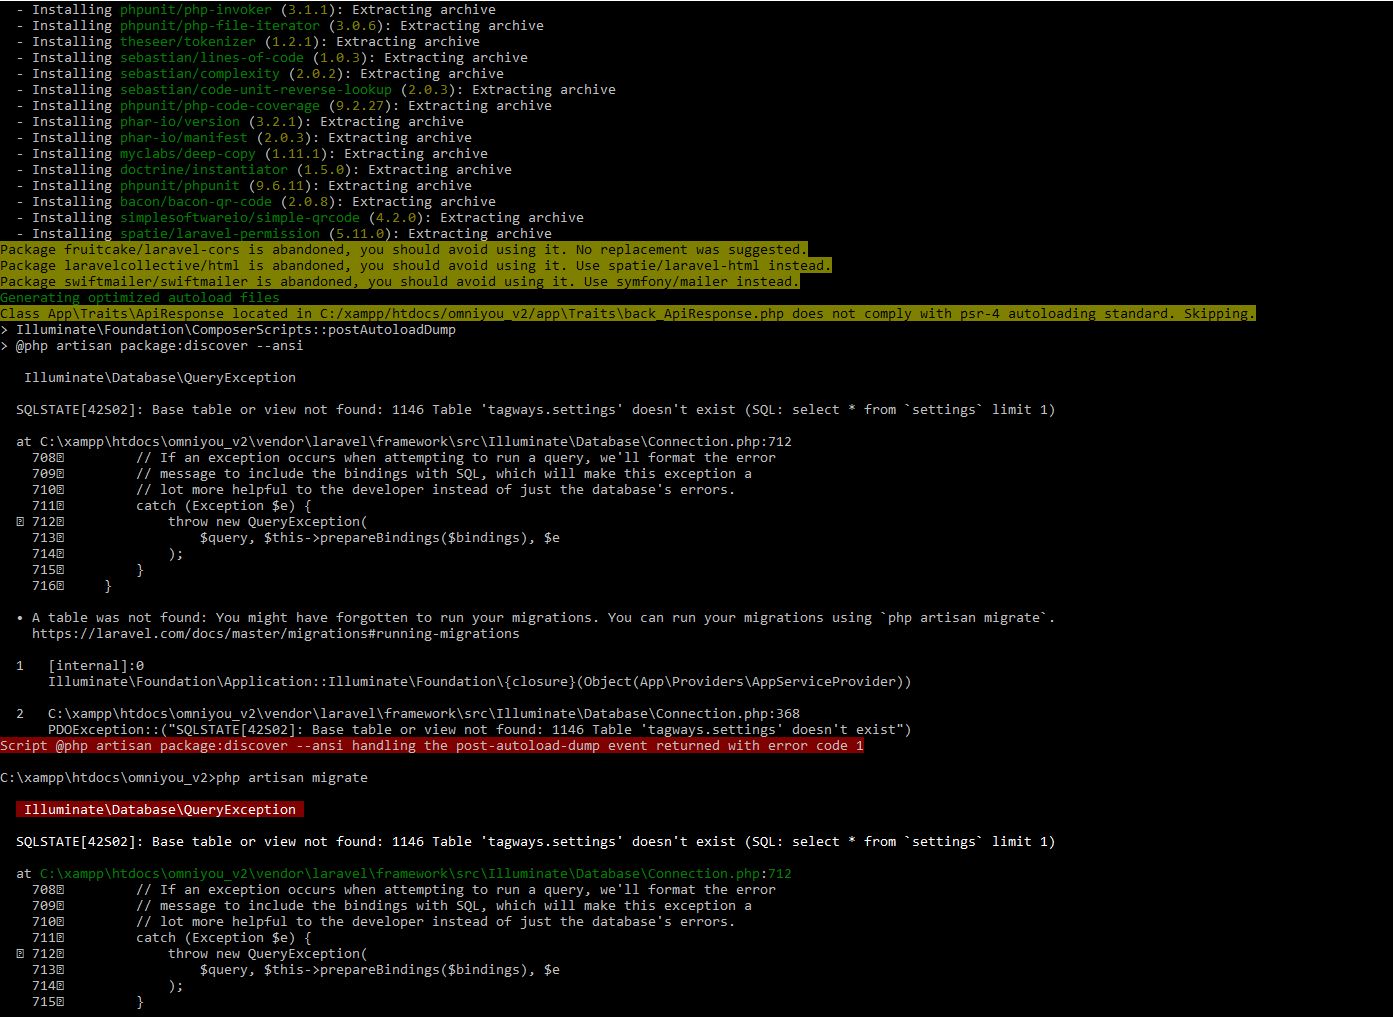 - Installing phpunit/php-invoker (3.1.1): Extracting archive
- Installing phpunit/php-file-iterator (3.0.6): Extracting archive
- Installing theseer/tokenizer (1.2.1): Extracting archive
- Installing sebastian/lines-of-code (1.0.3): Extracting archive
- Installing sebastian/complexity (2.0.2): Extracting archive
- Installing sebastian/code-unit-reverse-lookup (2.0.3): Extracting archive
- Installing phpunit/php-code-coverage (9.2.27): Extracting archive
- Installing phar-io/version (3.2.1): Extracting archive
- Installing phar-io/manifest (2.0.3): Extracting archive
- Installing myclabs/deep-copy (1.11.1): Extracting archive
- Installing doctrine/instantiator (1.5.0): Extracting archive
- Installing phpunit/phpunit (9.6.11): Extracting archive
- Installing bacon/bacon-qr-code (2.0.8): Extracting archive
- Installing simplesoftwareio/simple-qrcode (4.2.0): Extracting archive
- Installing spatie/laravel-permission (5.11.0): Extracting archive
Package fruitcake/laravel-cors is abandoned, you should avoid using it. No replacement was suggested.
Package laravelcollective/html is abandoned, you should avoid using it. Use spatie/laravel-html instead.
Package swiftmailer/swiftmailer is abandoned, you should avoid using it. Use symfony/mailer instead.
Generating optimized autoload files
Class App\Traits\ApiResponse located in C:/xampp/htdocs/omniyou_v2/app\Traits\back_ApiResponse.php does not comply with psr-4 autoloading standard. Skipping.
> Illuminate\Foundation\ComposerScripts::postAutoloadDump
> @php artisan package:discover --ansi
Illuminate\Database\QueryException
SQLSTATE[42S02]: Base table or view not found: 1146 Table 'tagways.settings' doesn't exist (SQL: select * from `settings` limit 1)
at C:\xampp\htdocs\omniyou_v2\vendor\laravel\framework\src\Illuminate\Database\Connection.php:712
708 // If an exception occurs when attempting to run a query, we'll format the error
709 // message to include the bindings with SQL, which will make this exception a
710 // lot more helpful to the developer instead of just the database's errors.
711 catch (Exception $e) {
712 throw new QueryException(
713 $query, $this->prepareBindings($bindings), $e
714 );
715 }
716 }
• A table was not found: You might have forgotten to run your migrations. You can run your migrations using `php artisan migrate`.
https://laravel.com/docs/master/migrations#running-migrations
1 [internal]:0
Illuminate\Foundation\Application::Illuminate\Foundation\{closure}(Object(App\Providers\AppServiceProvider))
2 C:\xampp\htdocs\omniyou_v2\vendor\laravel\framework\src\Illuminate\Database\Connection.php:368
PDOException::("SQLSTATE[42S02]: Base table or view not found: 1146 Table 'tagways.settings' doesn't exist")
Script @php artisan package:discover --ansi handling the post-autoload-dump event returned with error code 1
C:\xampp\htdocs\omniyou_v2>php artisan migrate
Illuminate\Database\QueryException
SQLSTATE[42S02]: Base table or view not found: 1146 Table 'tagways.settings' doesn't exist (SQL: select * from `settings` limit 1)
at C:\xampp\htdocs\omniyou_v2\vendor\laravel\framework\src\Illuminate\Database\Connection.php:712
708 // If an exception occurs when attempting to run a query, we'll format the error
709 // message to include the bindings with SQL, which will make this exception a
710 // lot more helpful to the developer instead of just the database's errors.
711 catch (Exception $e) {
712 throw new QueryException(
713 $query, $this->prepareBindings($bindings), $e
714 );
715 }